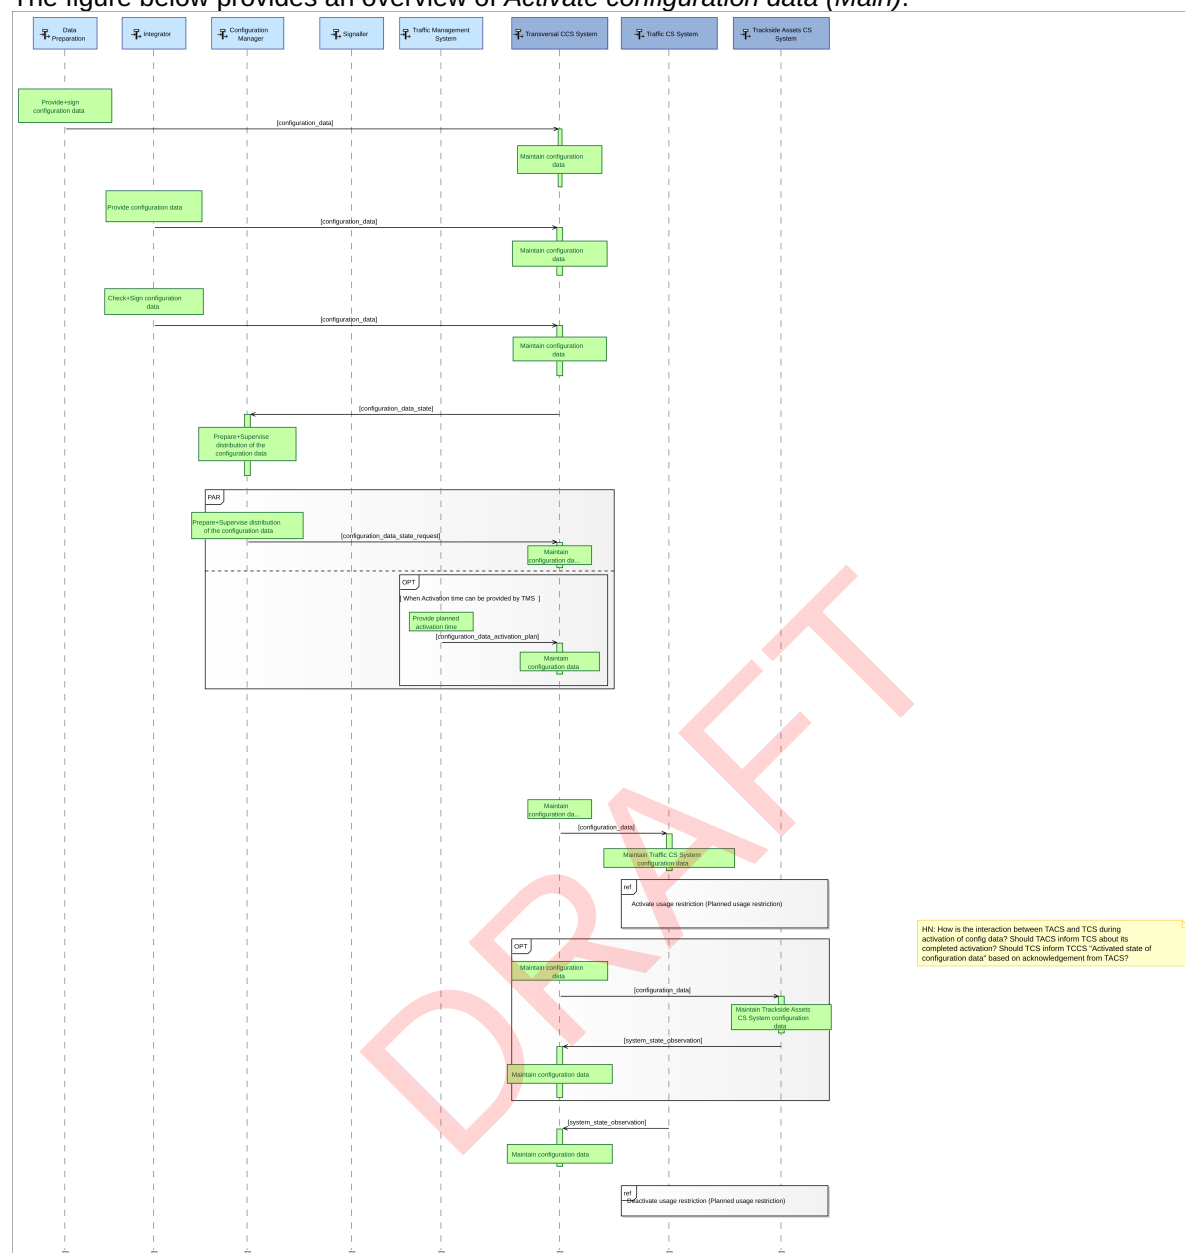 The figure below provides an overview of Activate configuration data (Main).
Data
Preparation
Integrator
Configuration
Manager
Signaller
Traffic Management
System
Transversal CCS System
Traffic CS System
Trackside Assets CS
System
Provide+sign
configuration data
[configuration_data]
Maintain configuration
data
Provide configuration data
[configuration_data]
Maintain configuration
data
Check+Sign configuration
data
[configuration_data]
Maintain configuration
data
[configuration_data_state]
Prepare+Supervise
distribution of the
configuration data
PAR
Prepare+Supervise distribution
of the configuration data
[configuration_data_state_request]
Maintain
configuration da...
OPT
[ When Activation time can be provided by TMS ]
Provide planned
activation time
[configuration_data_activation_plan]
Maintain
configuration data
Maintain
configuration da...
[configuration_data]
Maintain Traffic CS System
configuration data
ref
Activate usage restriction (Planned usage restriction)
HN: How is the interaction between TACS and TCS during
activation of config data? Should TACS inform TCS about its
completed activation? Should TCS inform TCCS "Activated state of
configuration data" based on acknowledgement from TACS?
OPT
Maintain configuration
data
[configuration_data]
Maintain Trackside Assets
CS System configuration
data
[system_state_observation]
Maintain configuration data
[system_state_observation]
Maintain configuration data
ref
Deactivate usage restriction (Planned usage restriction)
DRAFT